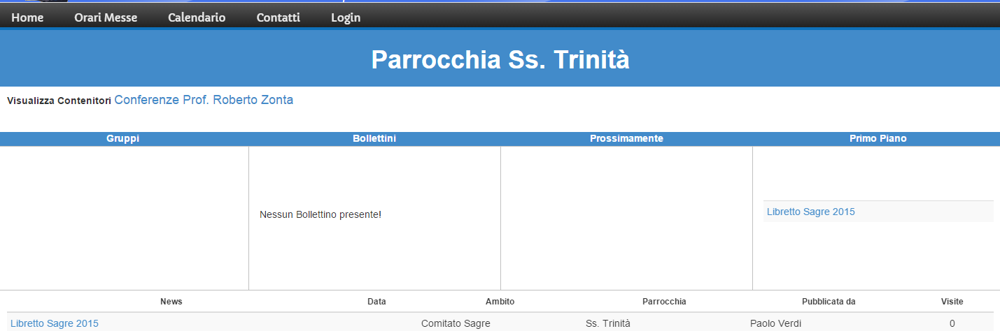 Home Orari Messe Calendario Contatti Login
Parrocchia Ss. Trinità
Visualizza Contenitori Conferenze Prof. Roberto Zonta
Gruppi Bollettini Prossimamente Primo Piano
Nessun Bollettino presente!
Libretto Sagre 2015
News Data Ambito Parrocchia Pubblicata da Visite
Libretto Sagre 2015 Comitato Sagre Ss. Trinità Paolo Verdi 0